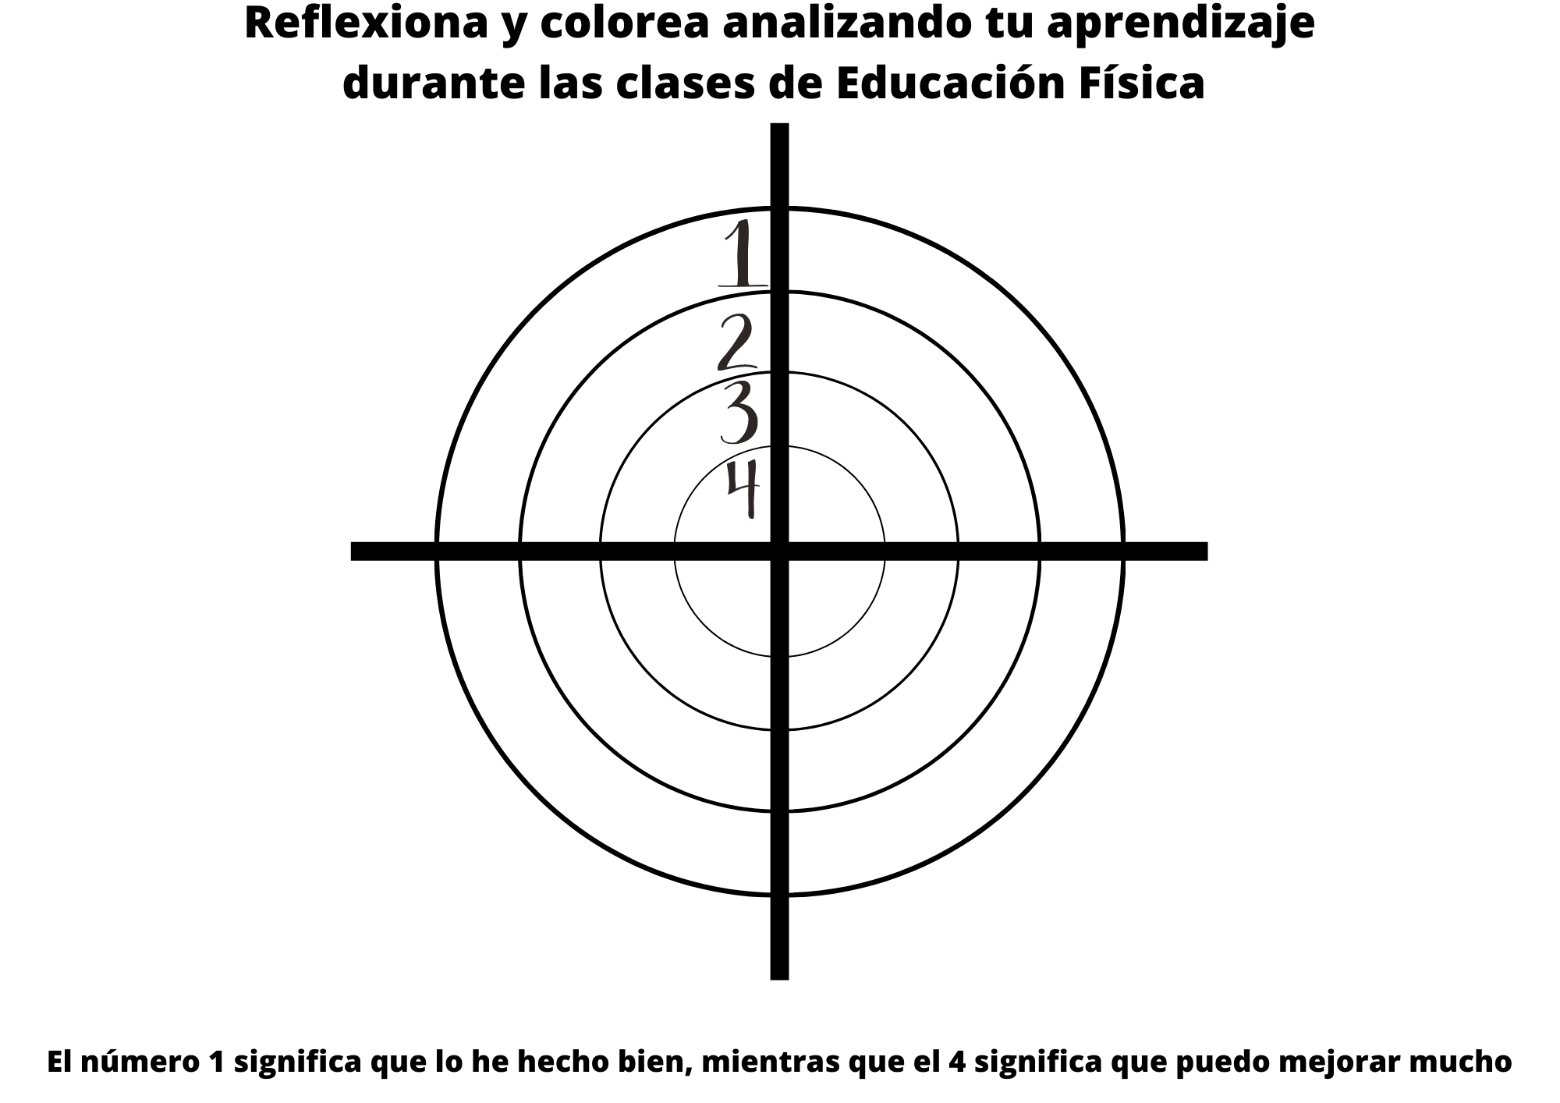 Reflexiona y colorea analizando tu aprendizaje
durante las clases de Educación Física
1
2
3
4
El número 1 significa que lo he hecho bien, mientras que el 4 significa que puedo mejorar mucho